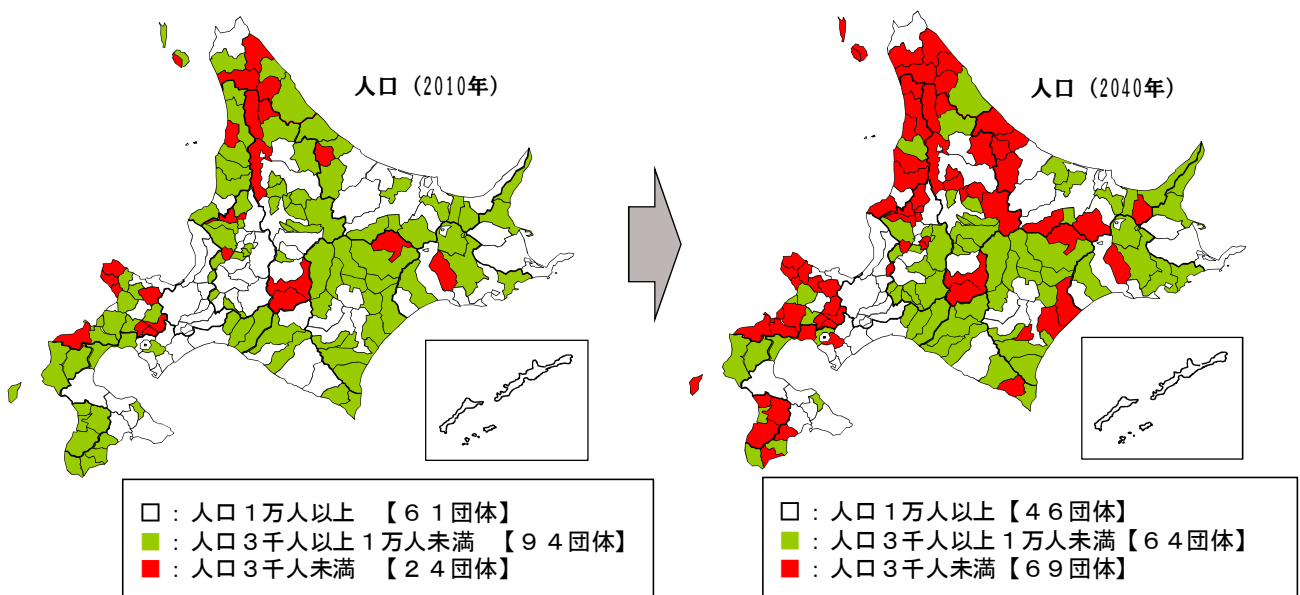 人口（2010年）
人口（2040年）
□：人口１万人以上　【６１団体】
■：人口３千人以上１万人未満　【９４団体】
■：人口３千人未満　【２４団体】
□：人口１万人以上【４６団体】
■：人口３千人以上１万人未満【６４団体】
■：人口３千人未満【６９団体】